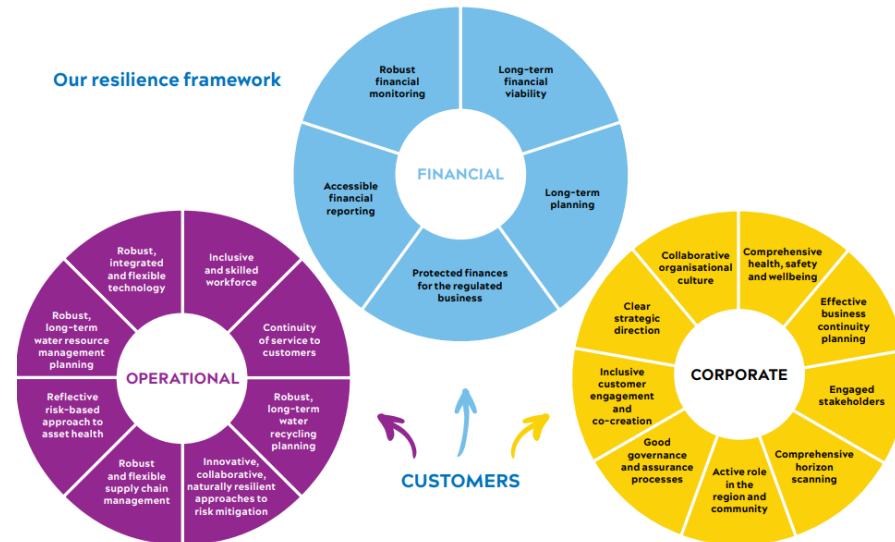 Our resilience framework
FINANCIAL
Robust
financial
monitoring
Long-term
financial
viability
Long-term
planning
Protected finances
for the regulated
business
Accessible
financial
reporting
OPERATIONAL
Robust,
integrated
and flexible
technology
Inclusive
and skilled
workforce
Continuity
of service to
customers
Robust,
long-term
water
recycling
planning
Innovative,
collaborative,
naturally resilient
approaches to
risk mitigation
Robust
and flexible
supply chain
management
Reflective
risk-based
approach to
asset health
Robust,
long-term
water resource
management
planning
CORPORATE
Collaborative
organisational
culture
Comprehensive
health, safety
and wellbeing
Effective
business
continuity
planning
Engaged
stakeholders
Comprehensive
horizon
scanning
Active role
in the
region and
community
Good
governance
and assurance
processes
Inclusive
customer
engagement
and
co-creation
Clear
strategic
direction
CUSTOMERS